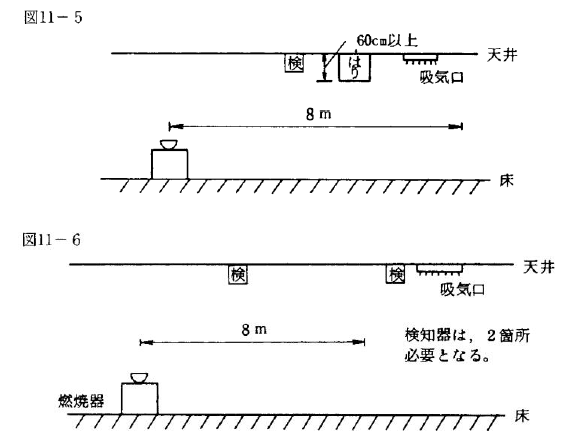 図11－5
60cm以上
天井
検
はり
吸気口
8m
床
図11－6
天井
検
検
吸気口
8m
検知器は，2箇所
必要となる。
燃焼器
床